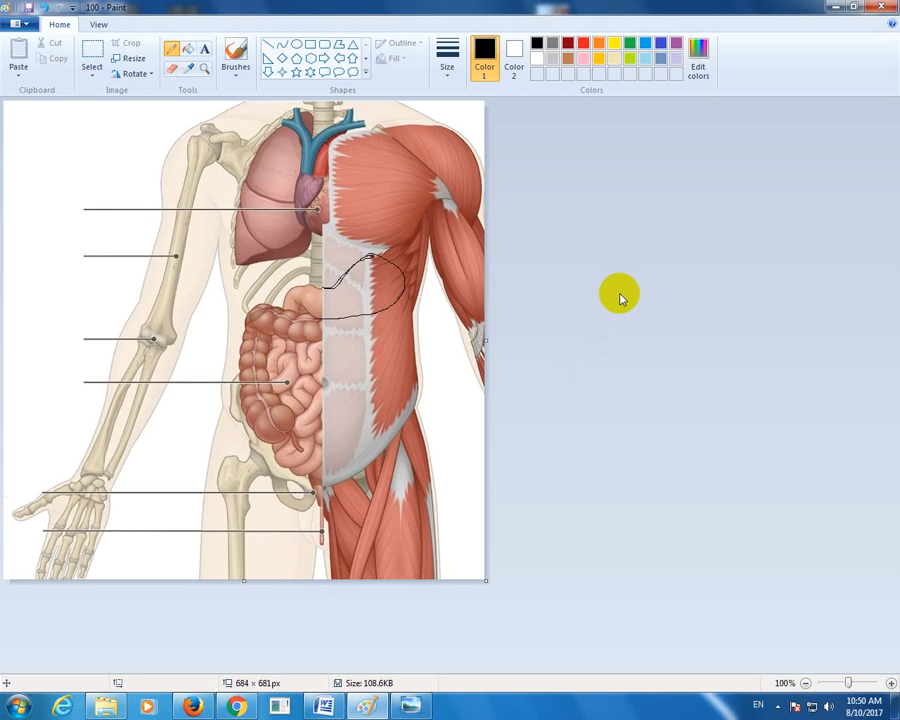 100 - Paint
Home View
Paste
Cut
Copy
Clipboard
Select
Crop
Resize
Rotate
Image
A
Tools
Brushes
Shapes
Outline
Fill
Size
Color 1
Color 2
Edit colors
Colors
684 × 681px
Size: 108.6KB
100%
EN
10:50 AM
8/10/2017